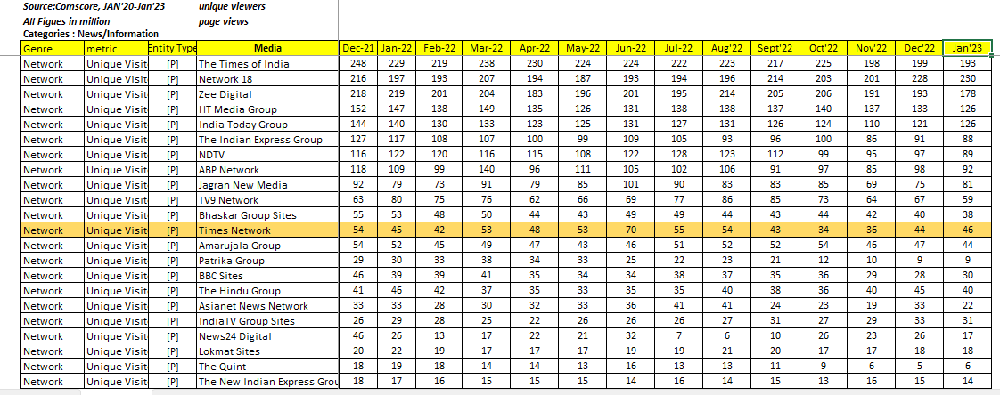 Source:Comscore, JAN'20-Jan'23 unique viewers
All Figues in million page views
Categories : News/Information
Genre metric Entity Type Media Dec-21 Jan-22 Feb-22 Mar-22 Apr-22 May-22 Jun-22 Jul-22 Aug'22 Sept'22 Oct'22 Nov'22 Dec'22 Jan'23
Network Unique Visit [P] The Times of India 248 229 219 238 230 224 224 222 223 217 225 198 199 193
Network Unique Visit [P] Network 18 216 197 193 207 194 187 193 194 196 214 203 201 228 230
Network Unique Visit [P] Zee Digital 218 219 201 204 183 196 201 195 214 205 206 191 193 178
Network Unique Visit [P] HT Media Group 152 147 138 149 135 126 131 138 138 137 140 137 133 126
Network Unique Visit [P] India Today Group 144 140 130 133 123 125 131 127 131 126 124 110 121 126
Network Unique Visit [P] The Indian Express Group 127 117 108 107 100 99 109 105 93 96 100 86 91 88
Network Unique Visit [P] NDTV 116 122 120 116 115 108 122 128 123 112 99 95 97 89
Network Unique Visit [P] ABP Network 118 109 99 140 96 111 105 102 106 91 97 85 98 92
Network Unique Visit [P] Jagran New Media 92 79 73 91 79 85 101 90 83 83 85 69 75 81
Network Unique Visit [P] TV9 Network 63 80 75 76 62 66 69 77 86 85 73 64 67 59
Network Unique Visit [P] Bhaskar Group Sites 55 53 48 50 44 43 49 49 44 43 44 42 40 38
Network Unique Visit [P] Times Network 54 45 42 53 48 53 70 55 54 43 34 36 44 46
Network Unique Visit [P] Amarujala Group 54 52 45 49 47 43 46 51 52 52 54 46 47 44
Network Unique Visit [P] Patrika Group 29 30 33 38 34 33 25 22 23 21 12 10 9 9
Network Unique Visit [P] BBC Sites 46 39 39 41 35 34 34 38 37 35 36 29 28 30
Network Unique Visit [P] The Hindu Group 41 46 42 37 35 33 35 35 40 38 36 40 45 40
Network Unique Visit [P] Asianet News Network 33 33 28 30 32 33 36 41 41 24 23 19 33 22
Network Unique Visit [P] IndiaTV Group Sites 26 29 28 25 22 26 26 26 27 31 27 29 33 31
Network Unique Visit [P] News24 Digital 46 26 13 17 22 21 32 7 6 10 26 23 26 17
Network Unique Visit [P] Lokmat Sites 20 22 19 17 17 17 19 19 21 20 17 17 18 18
Network Unique Visit [P] The Quint 18 19 18 14 14 13 16 13 13 11 9 6 5 6
Network Unique Visit [P] The New Indian Express Grou 18 17 16 15 15 15 14 16 14 15 13 16 15 14